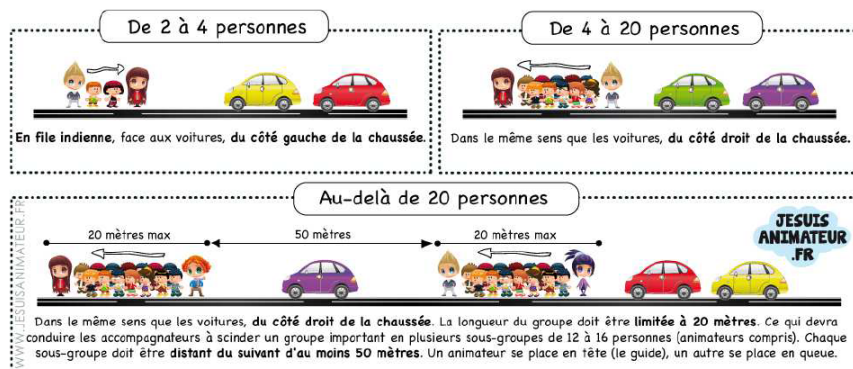 De 2 à 4 personnes
En file indienne, face aux voitures, du côté gauche de la chaussée.
De 4 à 20 personnes
Dans le même sens que les voitures, du côté droit de la chaussée.
Au-delà de 20 personnes
20 mètres max
50 mètres
20 mètres max
JESUIS
ANIMATEUR
.FR
Dans le même sens que les voitures, du côté droit de la chaussée. La longueur du groupe doit être limitée à 20 mètres. Ce qui devra
conduire les accompagnateurs à scinder un groupe important en plusieurs sous-groupes de 12 à 16 personnes (animateurs compris). Chaque
sous-groupe doit être distant du suivant d'au moins 50 mètres. Un animateur se place en tête (le guide), un autre se place en queue.
WWW.JESUISANIMATEUR.FR